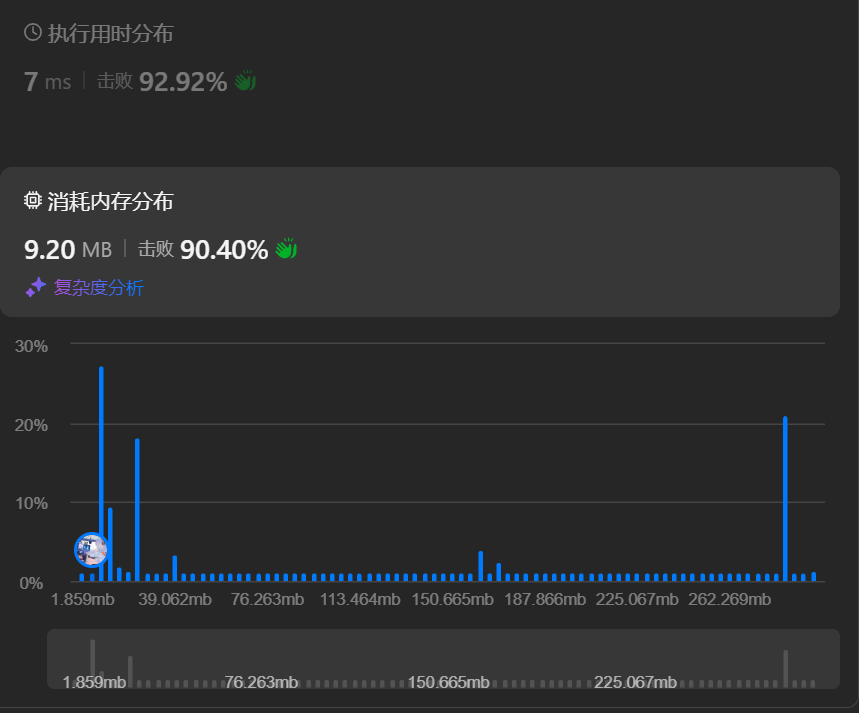 执行用时分布
7 ms 击败 92.92%
消耗内存分布
9.20 MB 击败 90.40%
复杂度分析
30%
20%
10%
0%
1.859mb 39.062mb 76.263mb 113.464mb 150.665mb 187.866mb 225.067mb 262.269mb
1.859mb 76.263mb 150.665mb 225.067mb